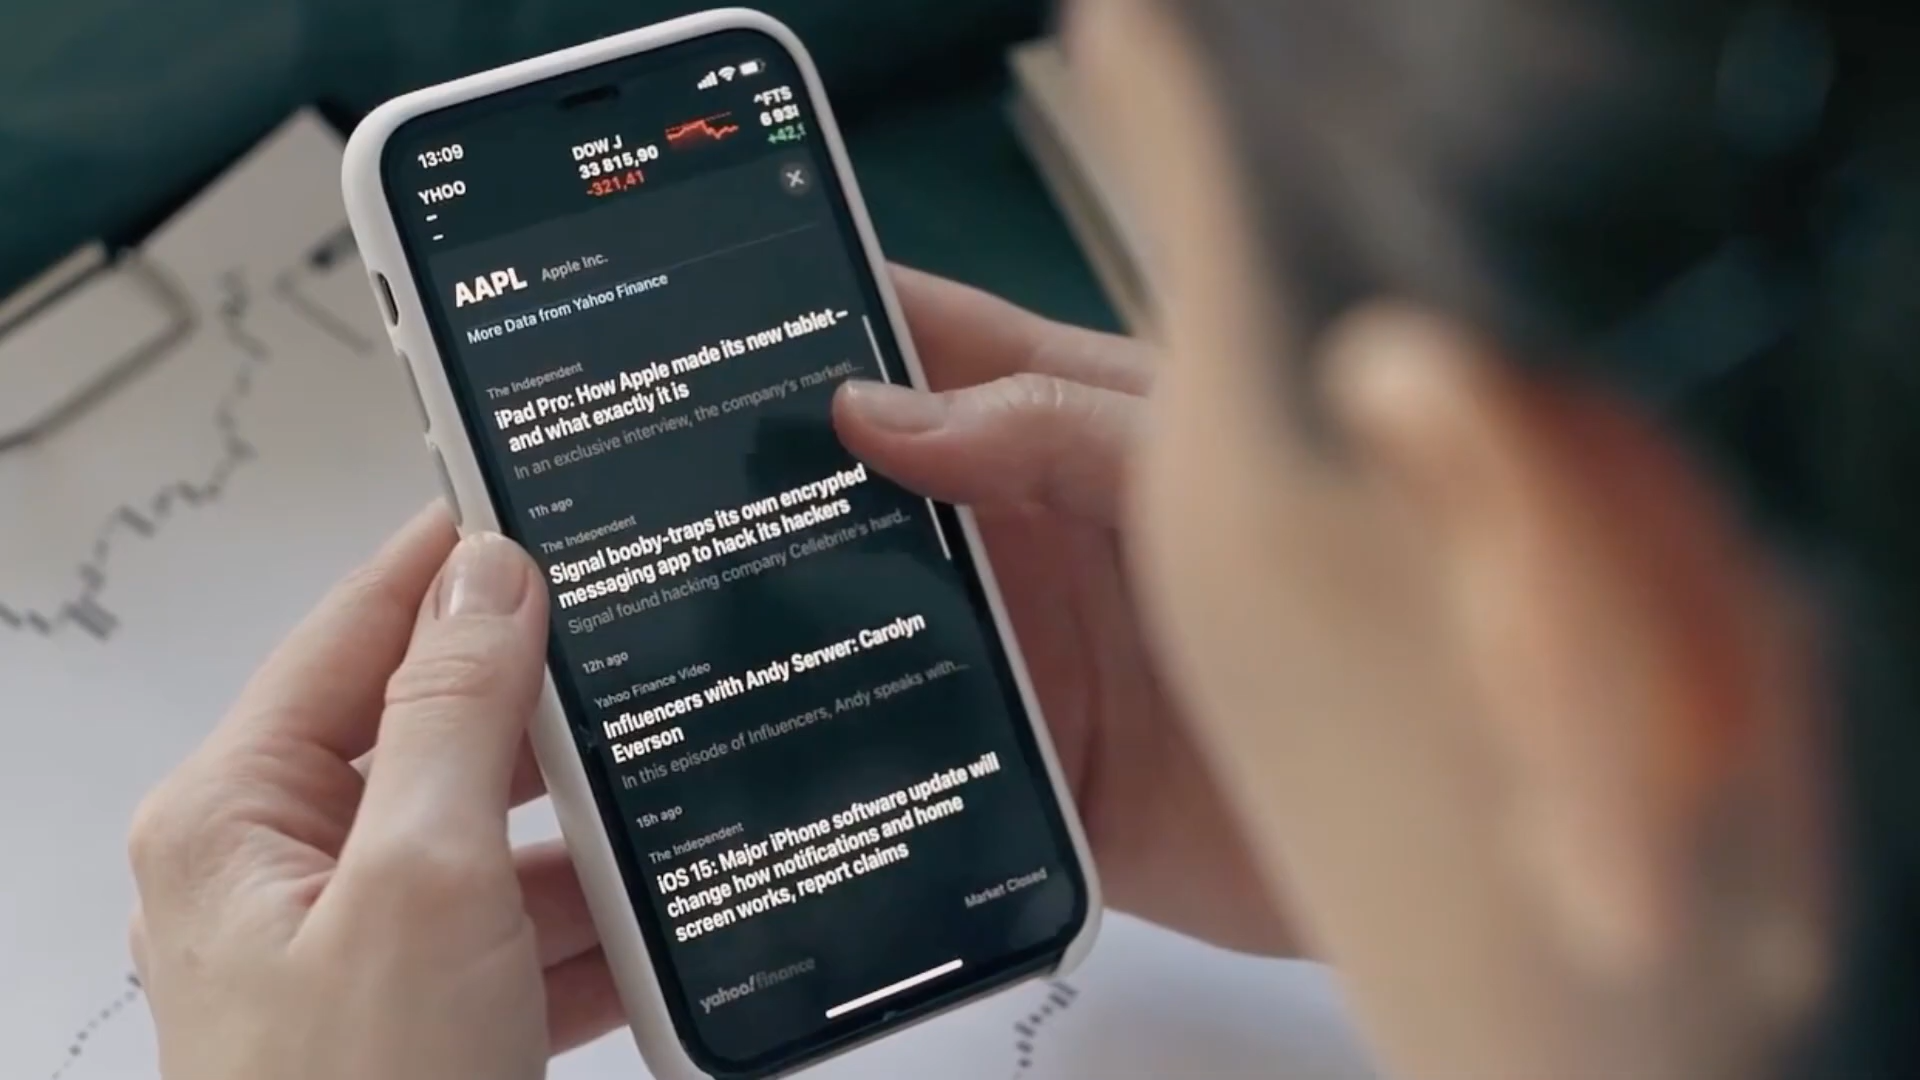 13:09
YHOO
–
–
DOW J
33 815,90
-321,41
^FTS
6 93
+42,
AAPL Apple Inc.
More Data from Yahoo Finance
The Independent
iPad Pro: How Apple made its new tablet –
and what exactly it is
In an exclusive interview, the company's marketi...
11h ago
The Independent
Signal booby-traps its own encrypted
messaging app to hack its hackers
Signal found hacking company Cellebrite's hard...
12h ago
Yahoo Finance Video
Influencers with Andy Serwer: Carolyn
Everson
In this episode of Influencers, Andy speaks with...
15h ago
The Independent
iOS 15: Major iPhone software update will
change how notifications and home
screen works, report claims
Market Closed
yahoo!finance